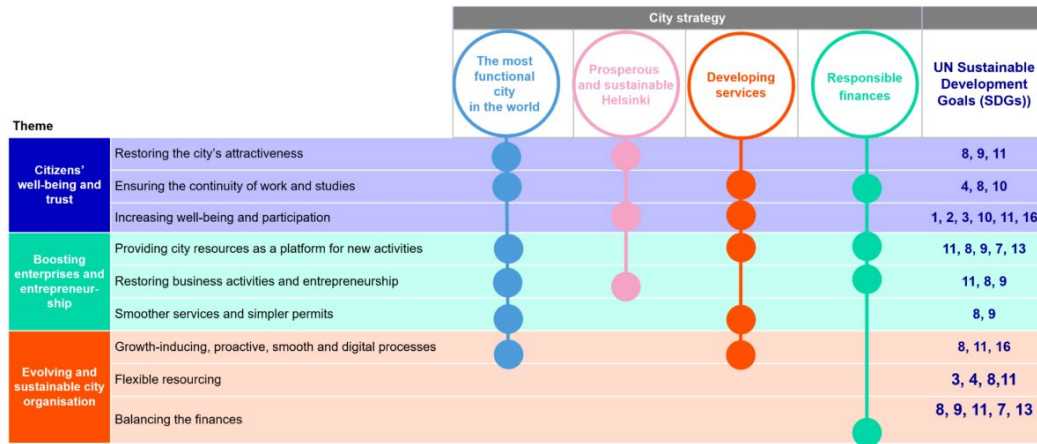 City strategy
The most
functional
city
in the world
Prosperous
and sustainable
Helsinki
Developing
services
Responsible
finances
UN Sustainable
Development
Goals (SDGs))
Theme
Citizens'
well-being and
trust
Restoring the city's attractiveness
8, 9, 11
Ensuring the continuity of work and studies
4, 8, 10
Increasing well-being and participation
1, 2, 3, 10, 11, 16
Boosting
enterprises and
entrepreneur-
ship
Providing city resources as a platform for new activities
11, 8, 9, 7, 13
Restoring business activities and entrepreneurship
11, 8, 9
Smoother services and simpler permits
8, 9
Evolving and
sustainable city
organisation
Growth-inducing, proactive, smooth and digital processes
8, 11, 16
Flexible resourcing
3, 4, 8,11
Balancing the finances
8, 9, 11, 7, 13